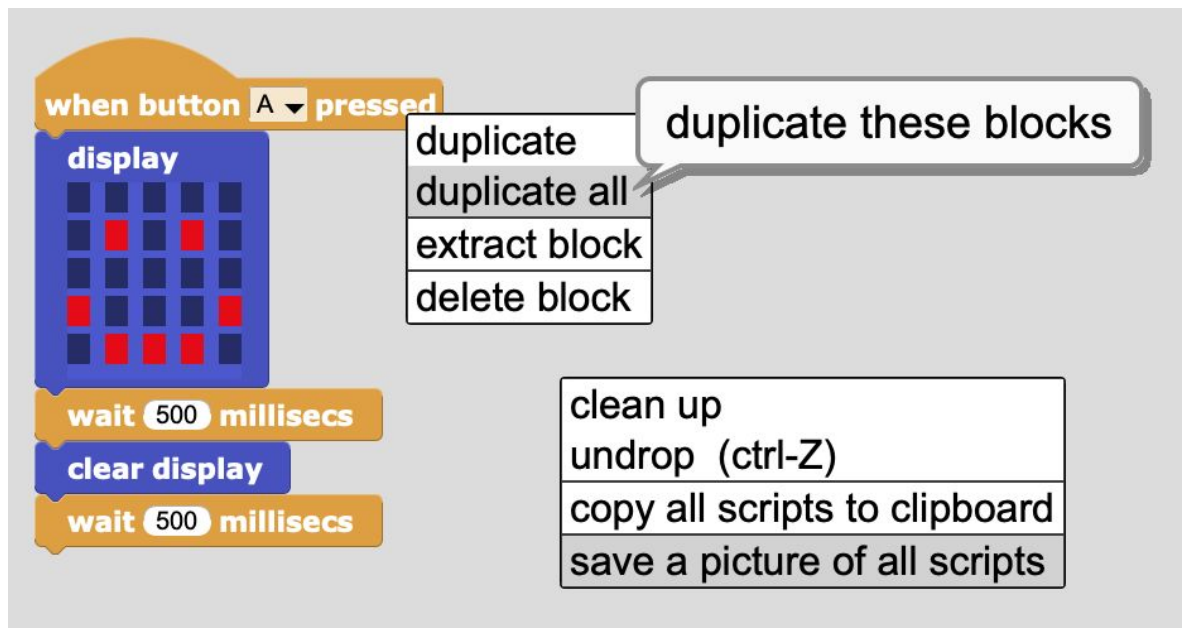 when button A pressed
display
wait 500 millisecs
clear display
wait 500 millisecs
duplicate
duplicate all
extract block
delete block
duplicate these blocks
clean up
undrop (ctrl-Z)
copy all scripts to clipboard
save a picture of all scripts